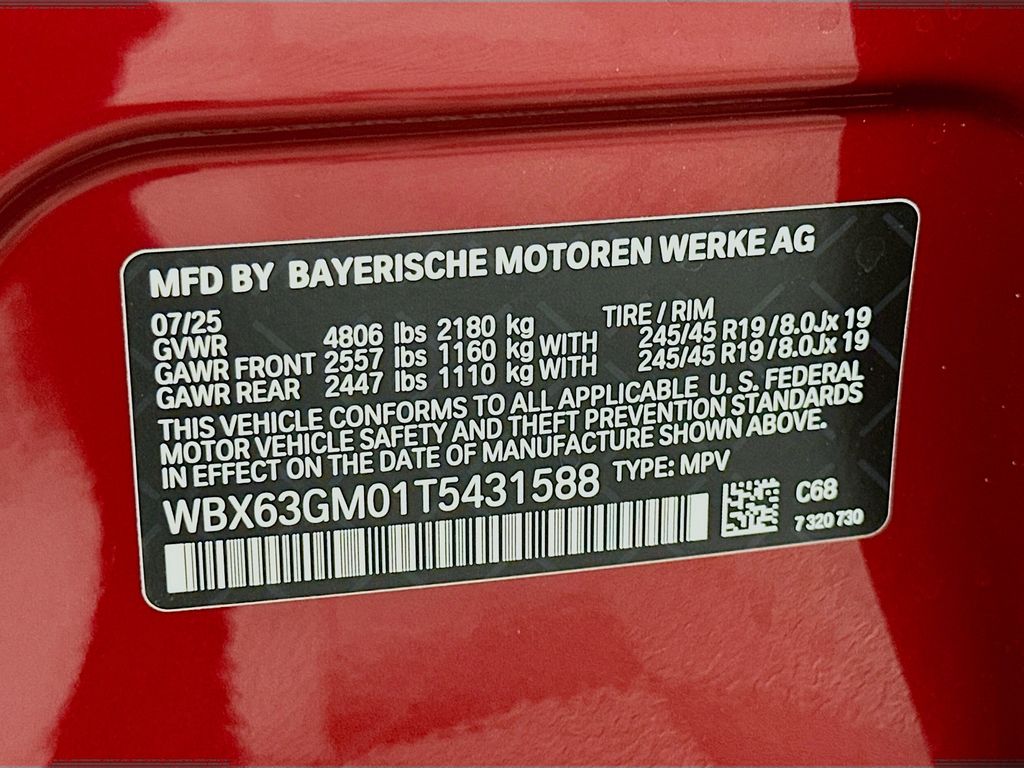 MFD BY BAYERISCHE MOTOREN WERKE AG
07/25 TIRE / RIM
GVWR 4806 lbs 2180 kg
GAWR FRONT 2557 lbs 1160 kg WITH 245/45 R19 / 8.0Jx 19
GAWR REAR 2447 lbs 1110 kg WITH 245/45 R19 / 8.0Jx 19
THIS VEHICLE CONFORMS TO ALL APPLICABLE U. S. FEDERAL
MOTOR VEHICLE SAFETY AND THEFT PREVENTION STANDARDS
IN EFFECT ON THE DATE OF MANUFACTURE SHOWN ABOVE.
WBX63GM01T5431588 TYPE: MPV
C68
7 320 730